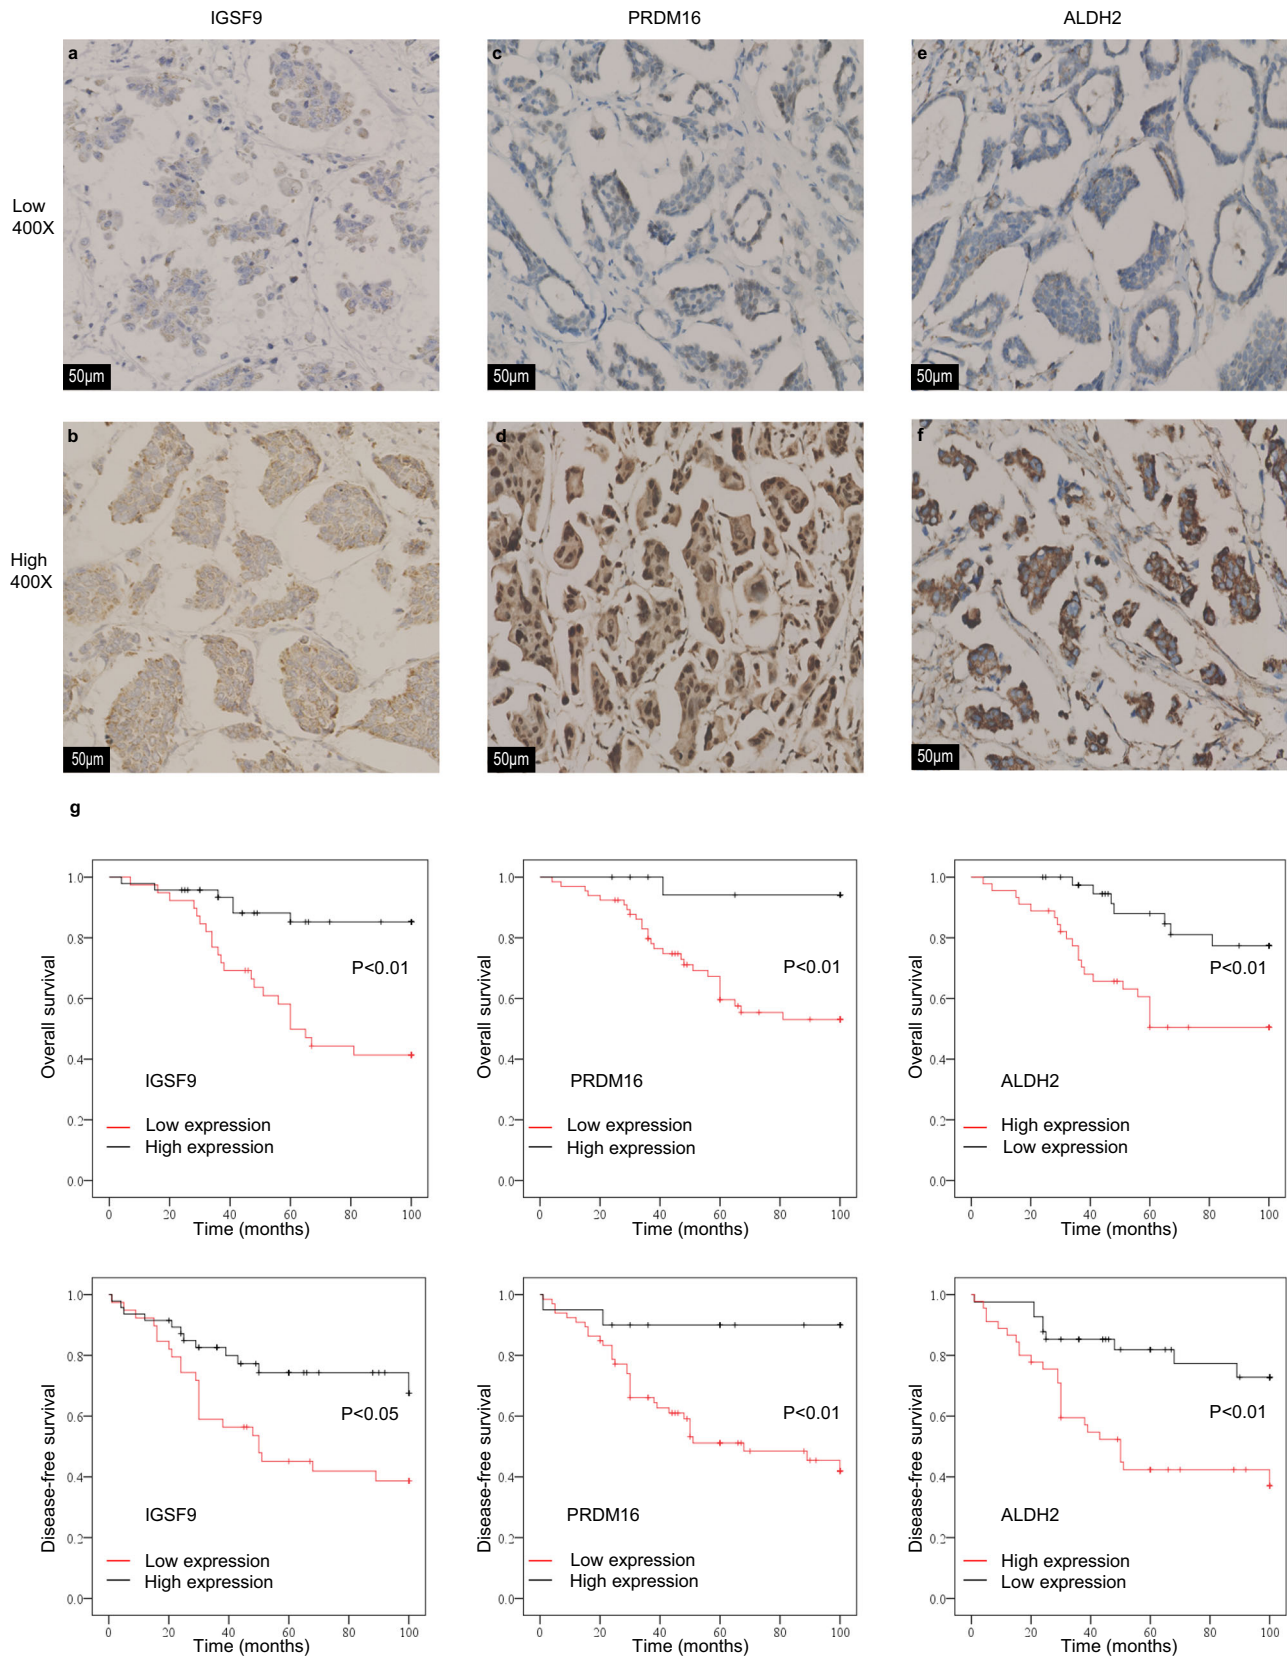 IGSF9 PRDM16 ALDH2
a c e
Low
400X
50µm 50µm 50µm
b d f
High
400X
50µm 50µm 50µm
g
1.0 1.0 1.0
0.8 0.8 0.8
P<0.01 P<0.01 P<0.01
0.6 0.6 0.6
0.4 0.4 0.4
IGSF9 PRDM16 ALDH2
0.2 0.2 0.2
Low expression Low expression High expression
High expression High expression Low expression
0.0 0.0 0.0
Overall survival Overall survival Overall survival
0 20 40 60 80 100 0 20 40 60 80 100 0 20 40 60 80 100
Time (months) Time (months) Time (months)
1.0 1.0 1.0
0.8 0.8 0.8
P<0.05 P<0.01 P<0.01
0.6 0.6 0.6
0.4 0.4 0.4
IGSF9 PRDM16 ALDH2
0.2 0.2 0.2
Low expression Low expression High expression
High expression High expression Low expression
0.0 0.0 0.0
Disease-free survival Disease-free survival Disease-free survival
0 20 40 60 80 100 0 20 40 60 80 100 0 20 40 60 80 100
Time (months) Time (months) Time (months)